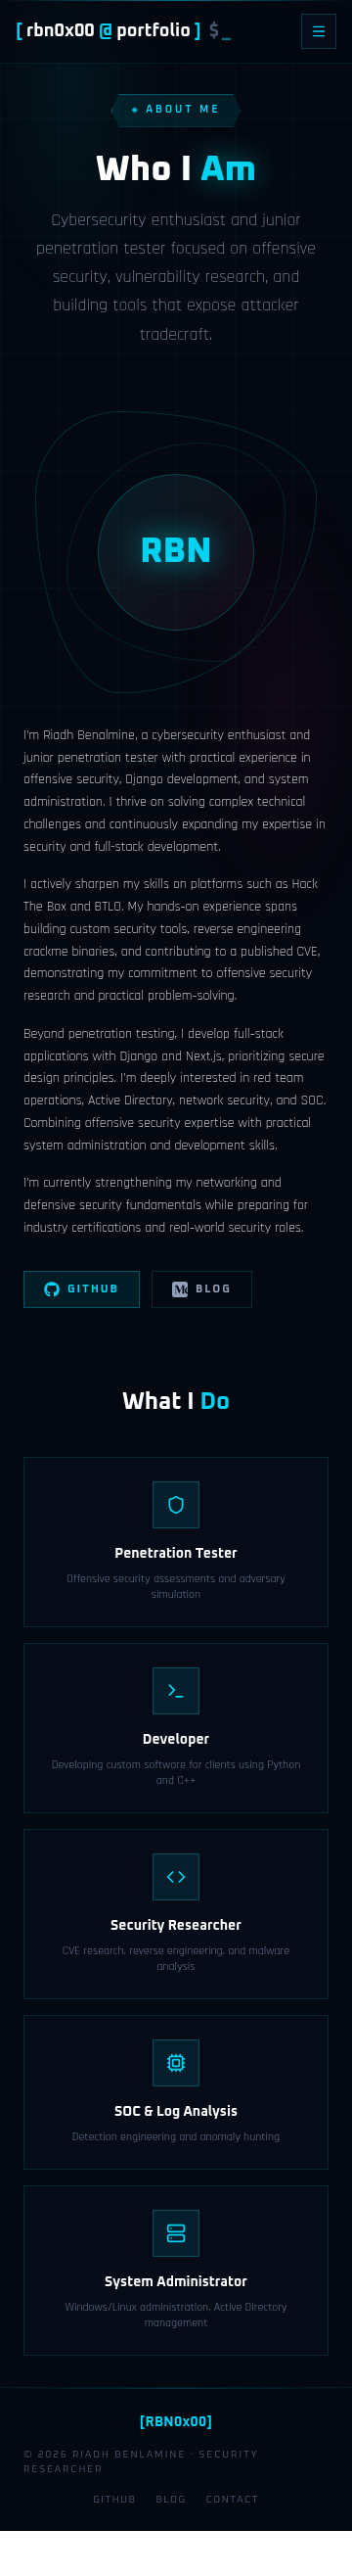 [ rbn0x00 @ portfolio ] $_
◈ ABOUT ME
Who I Am
Cybersecurity enthusiast and junior
penetration tester focused on offensive
security, vulnerability research, and
building tools that expose attacker
tradecraft.
RBN
I'm Riadh Benalmine, a cybersecurity enthusiast and
junior penetration tester with practical experience in
offensive security, Django development, and system
administration. I thrive on solving complex technical
challenges and continuously expanding my expertise in
security and full-stack development.
I actively sharpen my skills on platforms such as Hack
The Box and BTLO. My hands-on experience spans
building custom security tools, reverse engineering
crackme binaries, and contributing to a published CVE,
demonstrating my commitment to offensive security
research and practical problem-solving.
Beyond penetration testing, I develop full-stack
applications with Django and Next.js, prioritizing secure
design principles. I'm deeply interested in red team
operations, Active Directory, network security, and SOC.
Combining offensive security expertise with practical
system administration and development skills.
I'm currently strengthening my networking and
defensive security fundamentals while preparing for
industry certifications and real-world security roles.
GITHUB
BLOG
What I Do
Penetration Tester
Offensive security assessments and adversary
simulation
Developer
Developing custom software for clients using Python
and C++
Security Researcher
CVE research, reverse engineering, and malware
analysis
SOC & Log Analysis
Detection engineering and anomaly hunting
System Administrator
Windows/Linux administration, Active Directory
management
[RBN0x00]
© 2026 RIADH BENLAMINE · SECURITY
RESEARCHER
GITHUB BLOG CONTACT